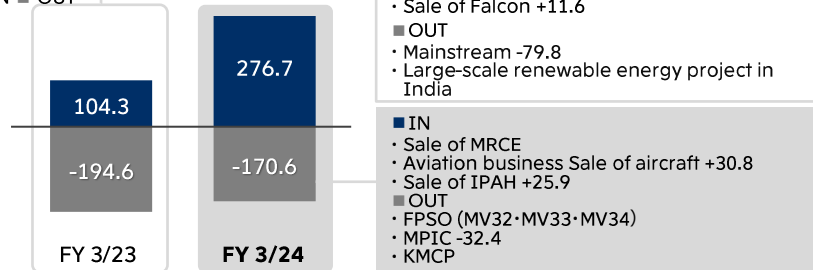 OUT
276.7
104.3
-194.6
-170.6
FY 3/23
FY 3/24
・Sale of Falcon +11.6
■OUT
・Mainstream -79.8
・Large-scale renewable energy project in
India
■IN
・Sale of MRCE
・Aviation business Sale of aircraft +30.8
・Sale of IPAH +25.9
■OUT
・FPSO (MV32・MV33・MV34)
・MPIC -32.4
・KMCP